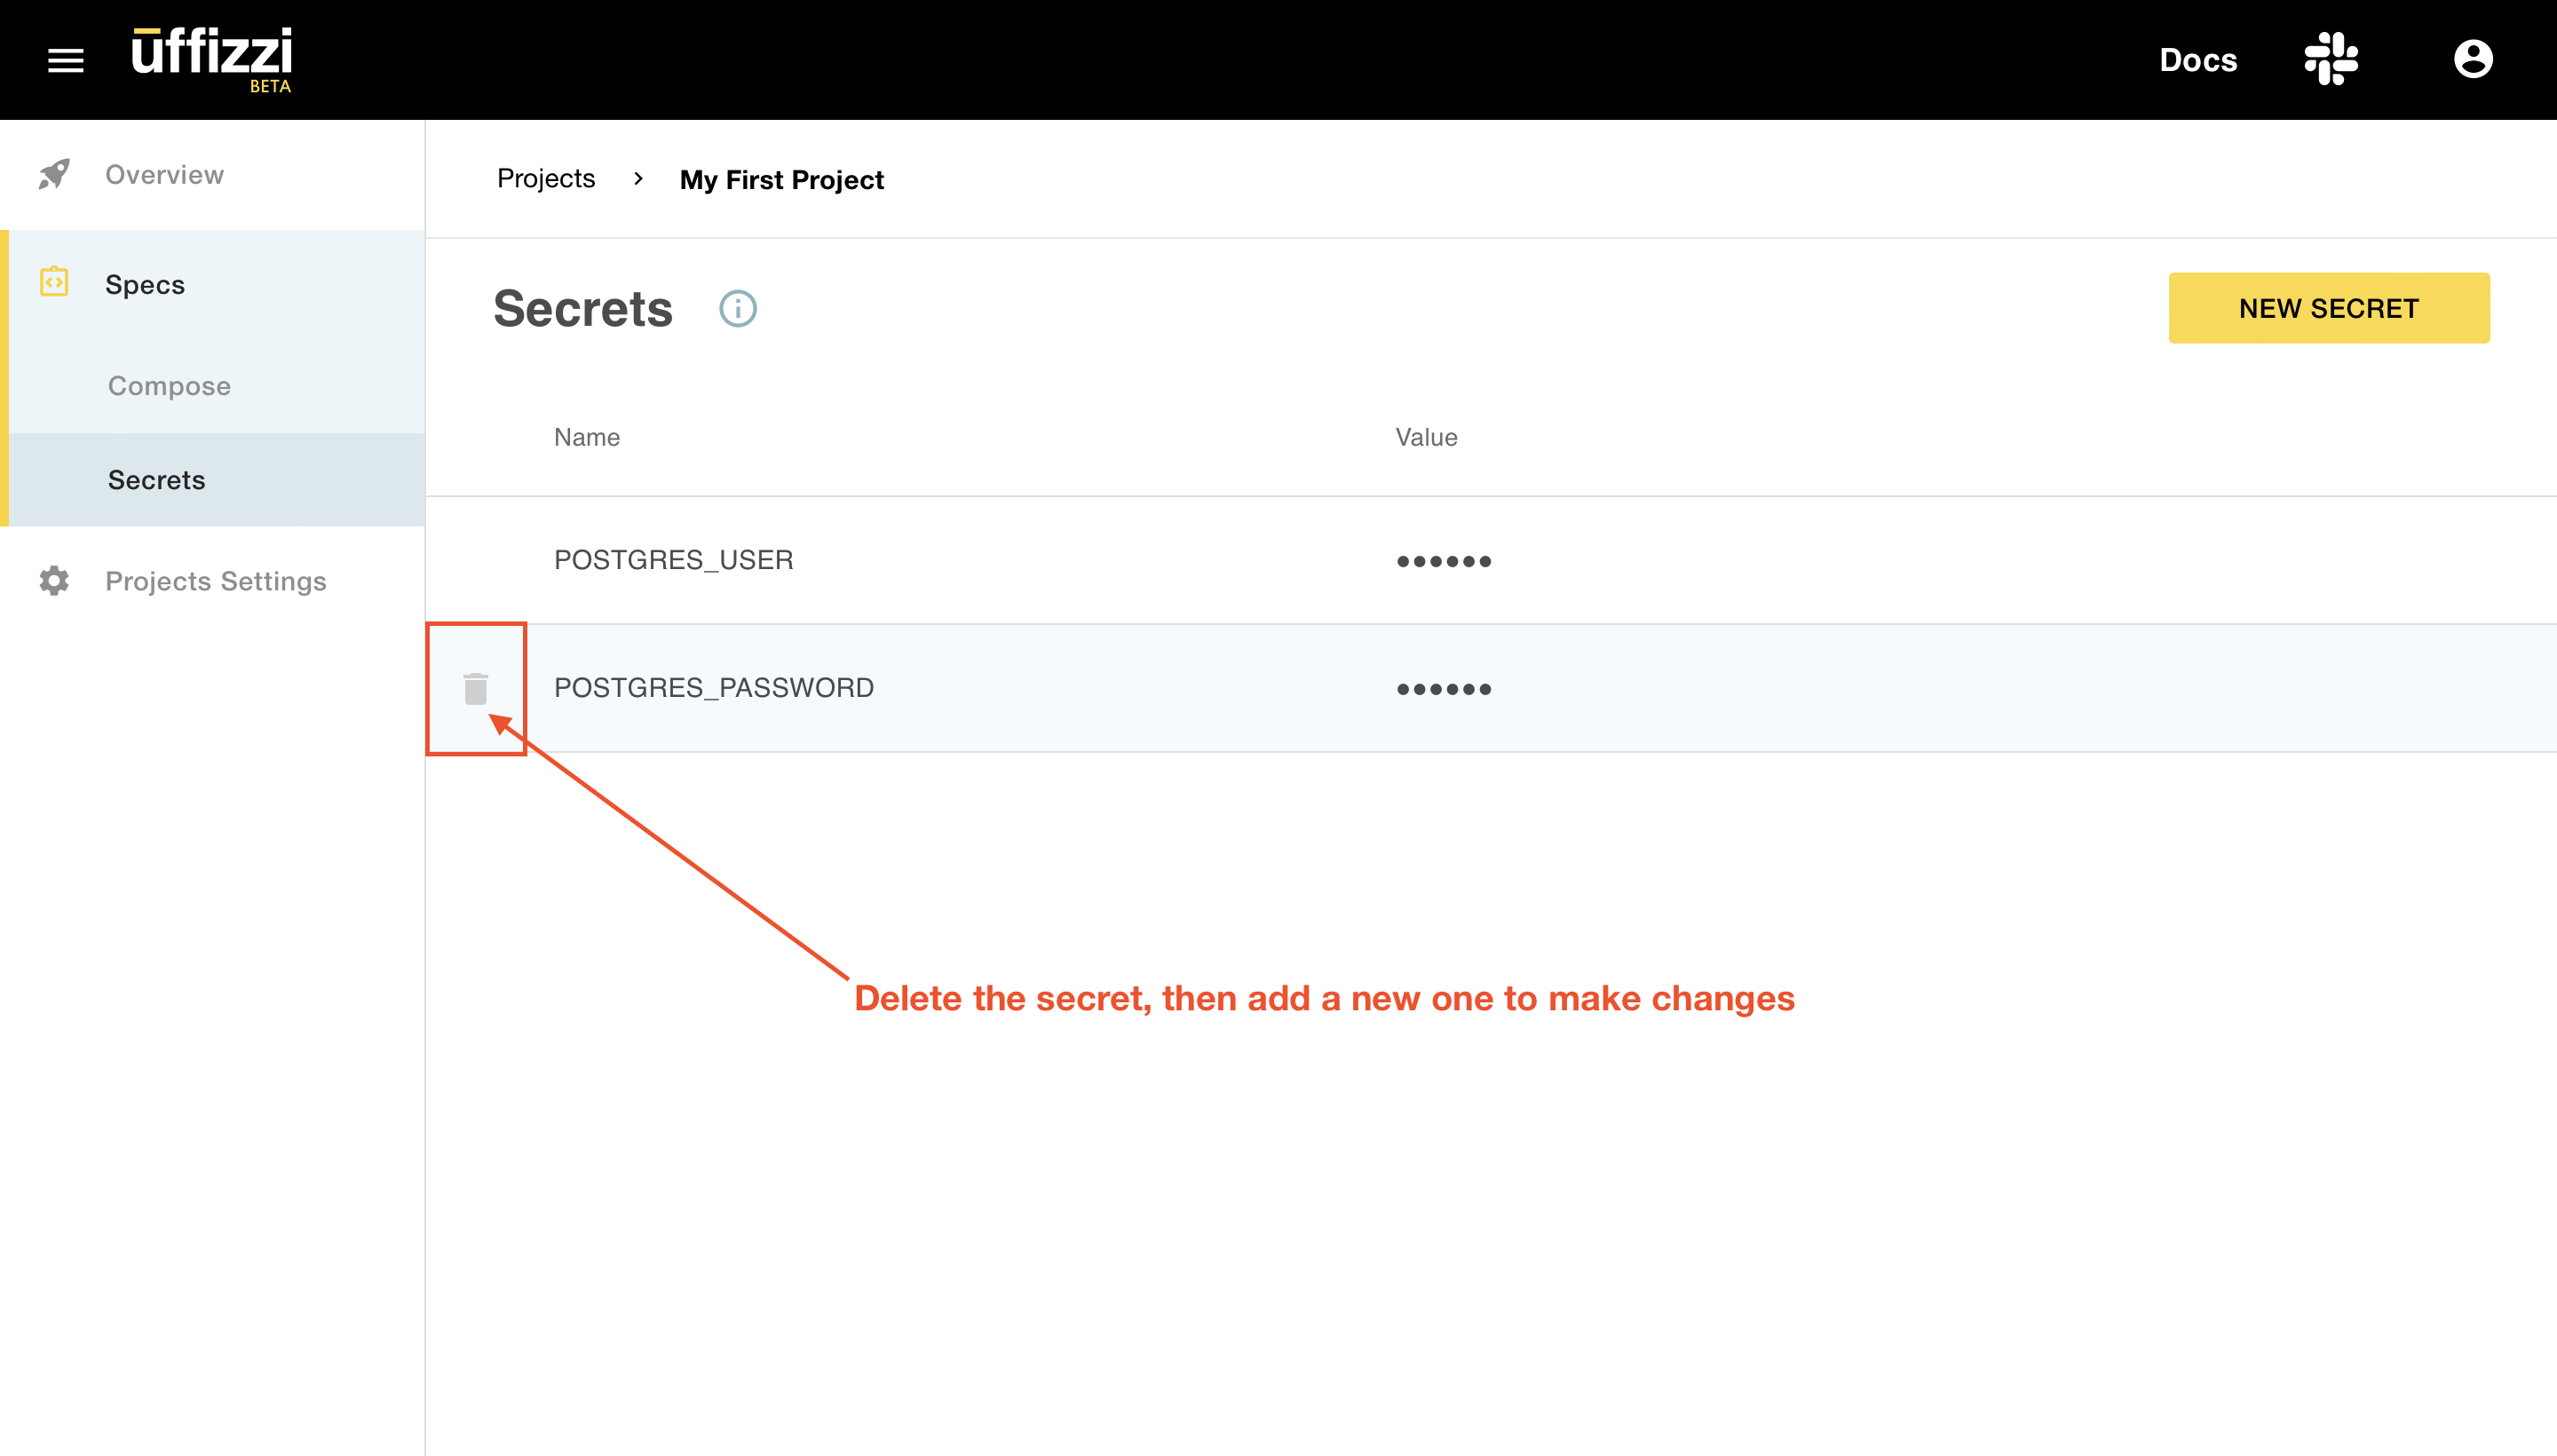 uffizzi
BETA
Docs
Overview
Specs
Compose
Secrets
Projects Settings
Projects › My First Project
Secrets
NEW SECRET
Name Value
POSTGRES_USER ••••••
POSTGRES_PASSWORD ••••••
Delete the secret, then add a new one to make changes